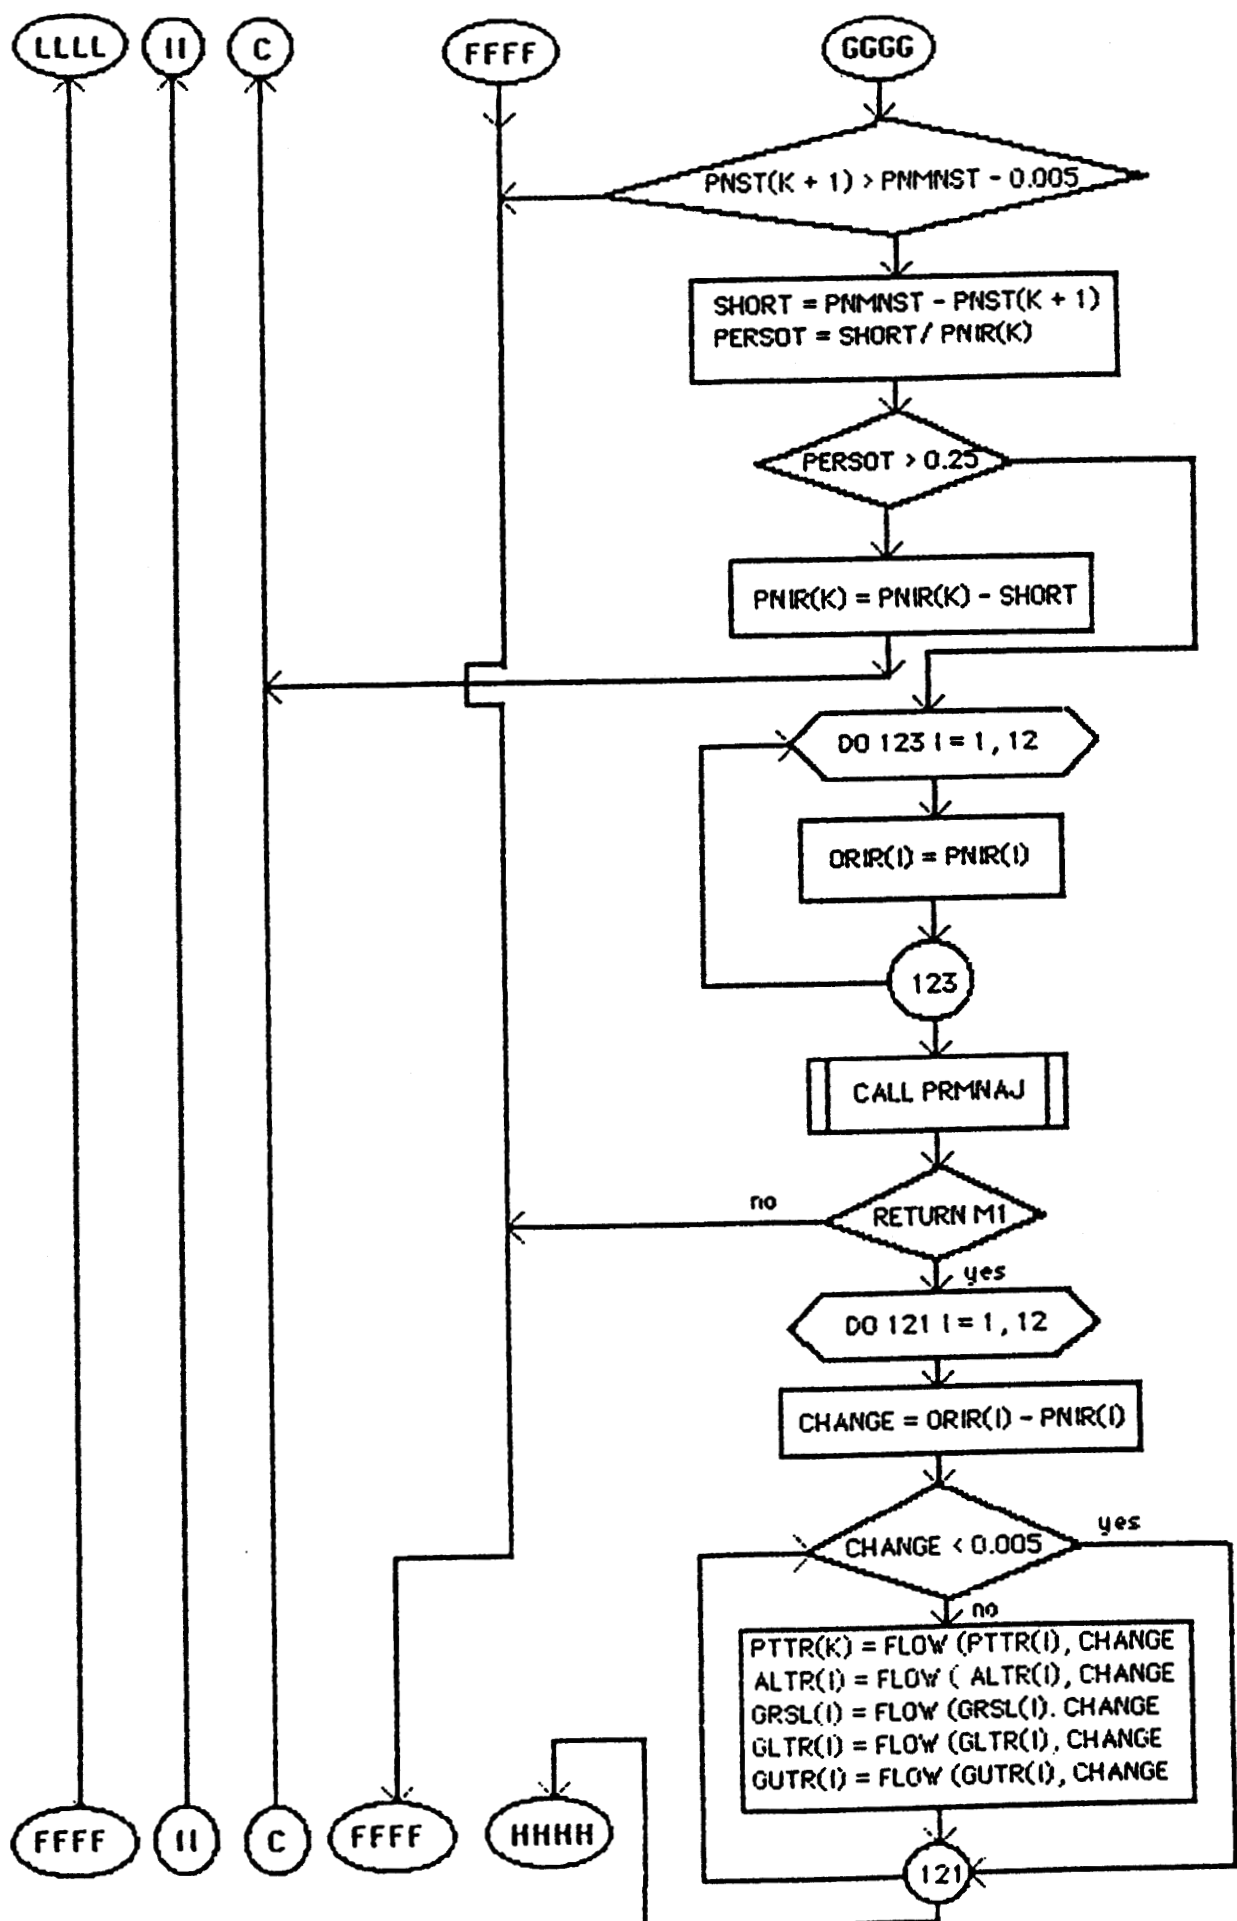 LLLL
II
C
FFFF
GGGG
PNST(K + 1) > PNMNST - 0.005
SHORT = PNMNST - PNST(K + 1)
PERSOT = SHORT / PNIR(K)
PERSOT > 0.25
PNIR(K) = PNIR(K) - SHORT
DO 123 I = 1, 12
ORIR(I) = PNIR(I)
123
CALL PRMNAJ
RETURN M1
no
yes
DO 121 I = 1, 12
CHANGE = ORIR(I) - PNIR(I)
CHANGE < 0.005
yes
no
PTTR(K) = FLOW (PTTR(I), CHANGE
ALTR(I) = FLOW ( ALTR(I), CHANGE
GRSL(I) = FLOW (GRSL(I). CHANGE
GLTR(I) = FLOW (GLTR(I), CHANGE
GUTR(I) = FLOW (GUTR(I), CHANGE
FFFF
II
C
FFFF
HHHH
121